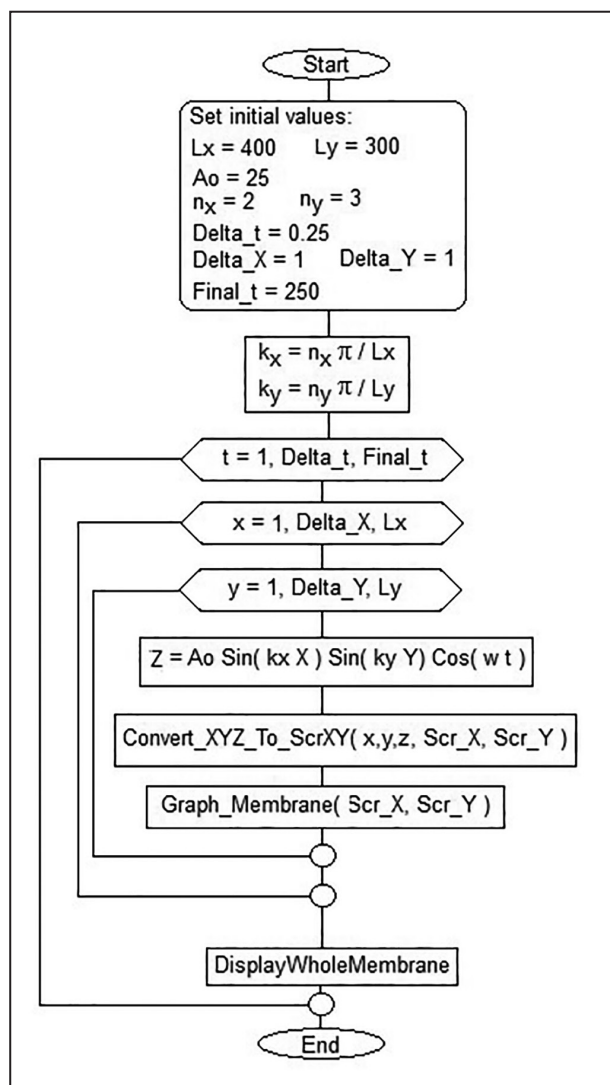 Start
Set initial values:
Lx = 400 Ly = 300
Ao = 25
nx = 2 ny = 3
Delta_t = 0.25
Delta_X = 1 Delta_Y = 1
Final_t = 250
kx = nx π / Lx
ky = ny π / Ly
t = 1, Delta_t, Final_t
x = 1, Delta_X, Lx
y = 1, Delta_Y, Ly
Z = Ao Sin( kx X ) Sin( ky Y) Cos( w t )
Convert_XYZ_To_ScrXY( x,y,z, Scr_X, Scr_Y )
Graph_Membrane( Scr_X, Scr_Y )
DisplayWholeMembrane
End